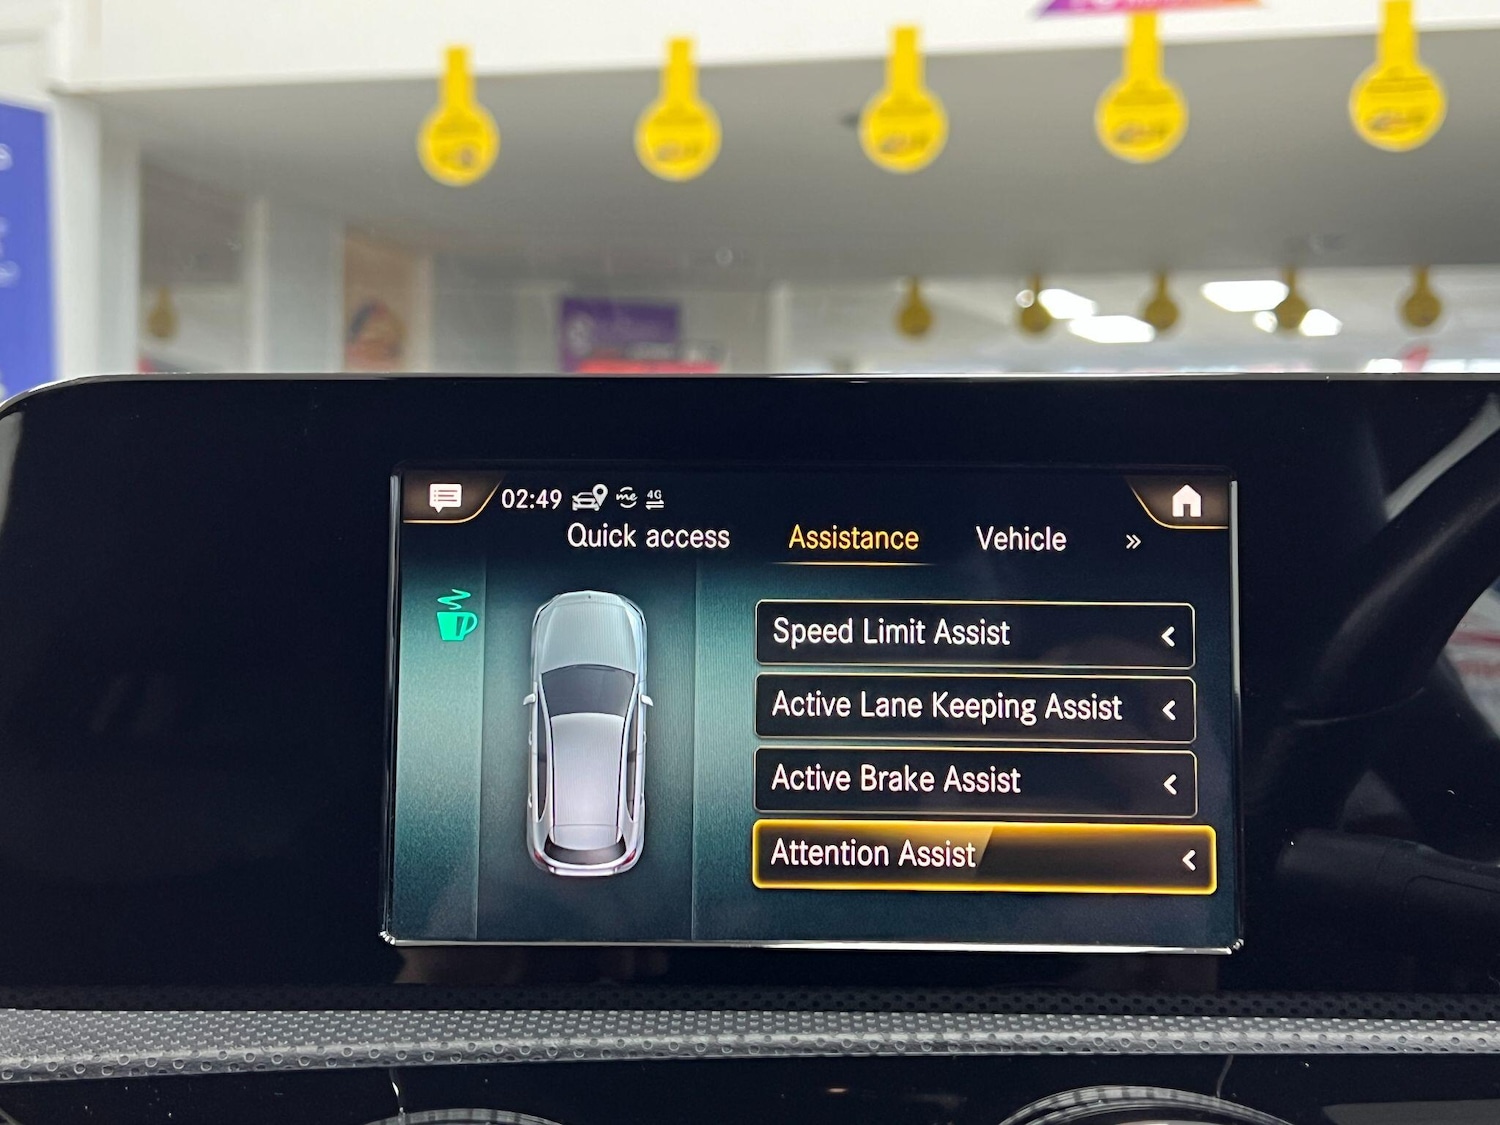 02:49 me 4G
Quick access Assistance Vehicle »
Speed Limit Assist
Active Lane Keeping Assist
Active Brake Assist
Attention Assist